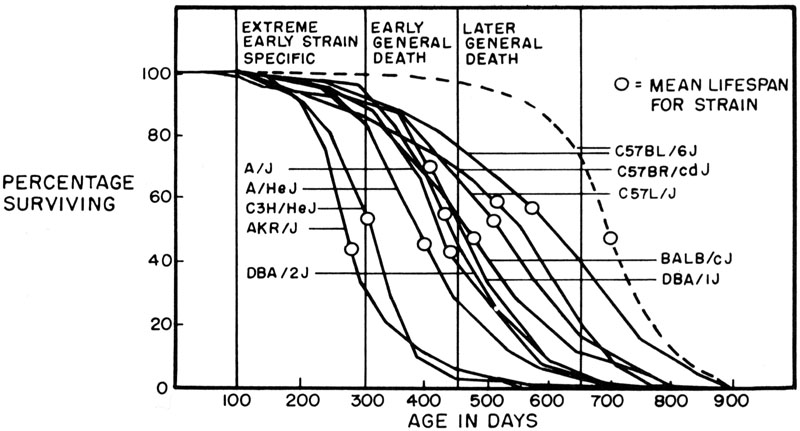 EXTREME
EARLY STRAIN
SPECIFIC
EARLY
GENERAL
DEATH
LATER
GENERAL
DEATH
O = MEAN LIFESPAN
FOR STRAIN
PERCENTAGE
SURVIVING
100
80
60
40
20
0
A/J
A/HeJ
C3H/HeJ
AKR/J
DBA/2J
C57BL/6J
C57BR/cdJ
C57L/J
BALB/cJ
DBA/1J
100 200 300 400 500 600 700 800 900
AGE IN DAYS